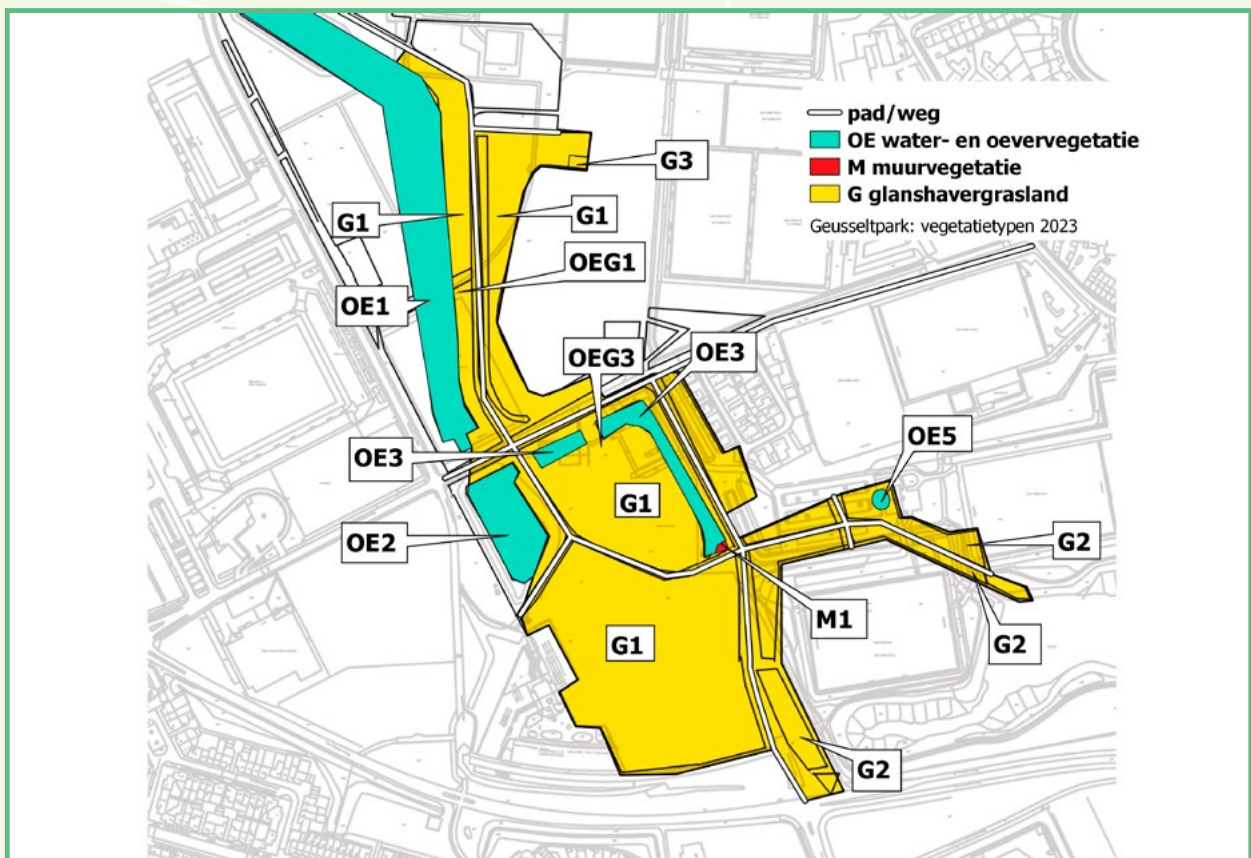 pad/weg
OE water- en oevervegetatie
M muurvegetatie
G glanshavergrasland
Geusseltpark: vegetatietypen 2023
G3
G1
G1
OEG1
OE1
OEG3
OE3
OE3
OE5
G1
OE2
G2
M1
G1
G2
G2